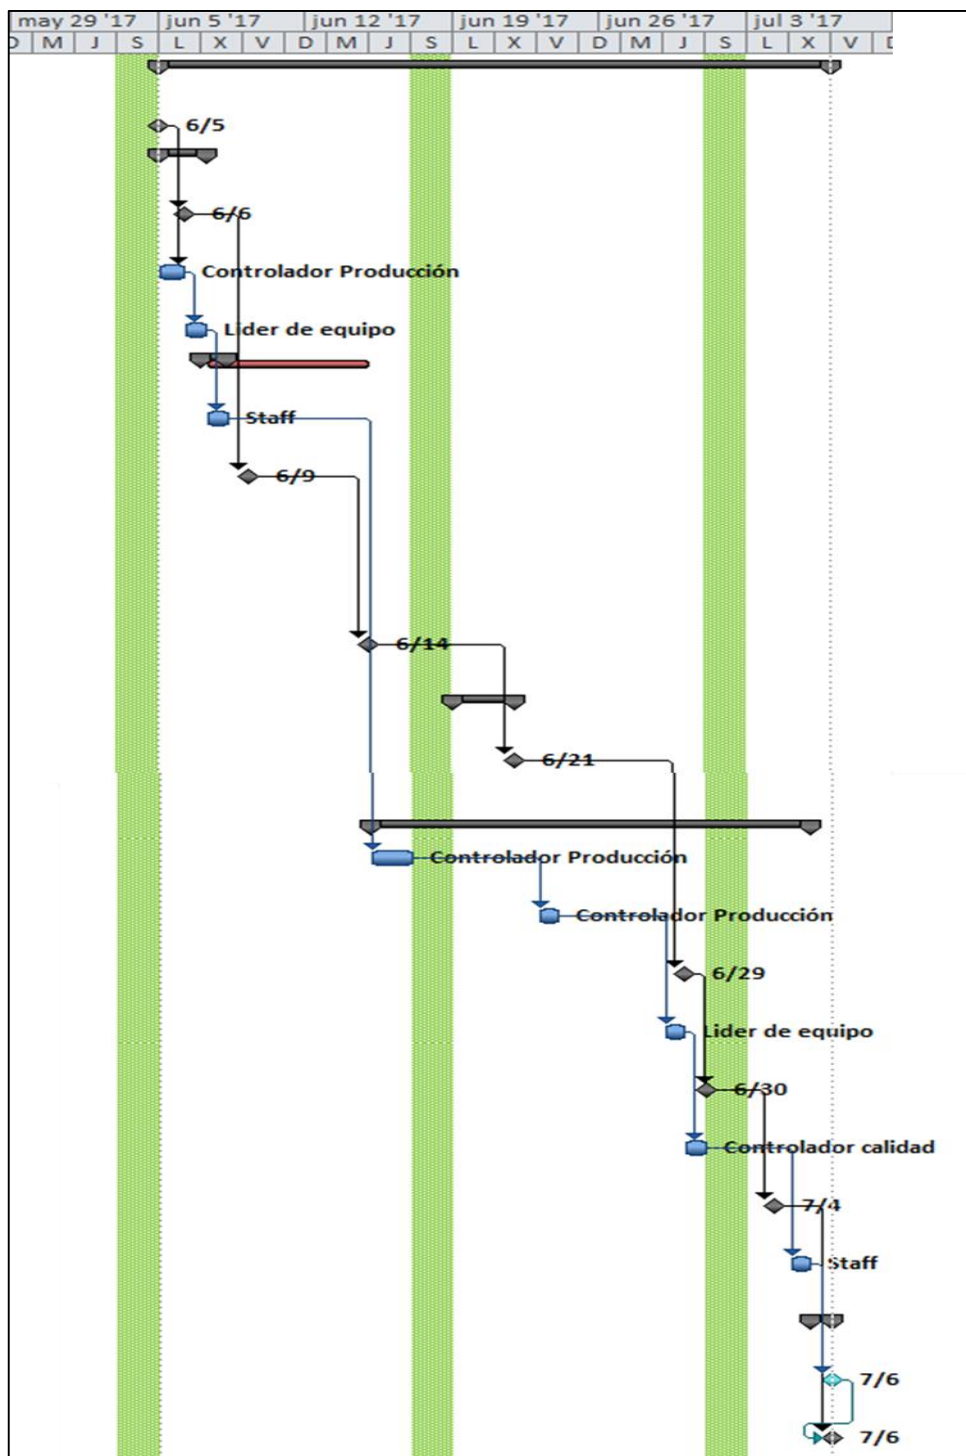 may 29 '17 jun 5 '17 jun 12 '17 jun 19 '17 jun 26 '17 jul 3 '17
M J S L X V D M J S L X V D M J S L X V
6/5
6/6
Controlador Producción
Lider de equipo
Staff
6/9
6/14
6/21
Controlador Producción
Controlador Producción
6/29
Lider de equipo
6/30
Controlador calidad
7/4
Staff
7/6
7/6